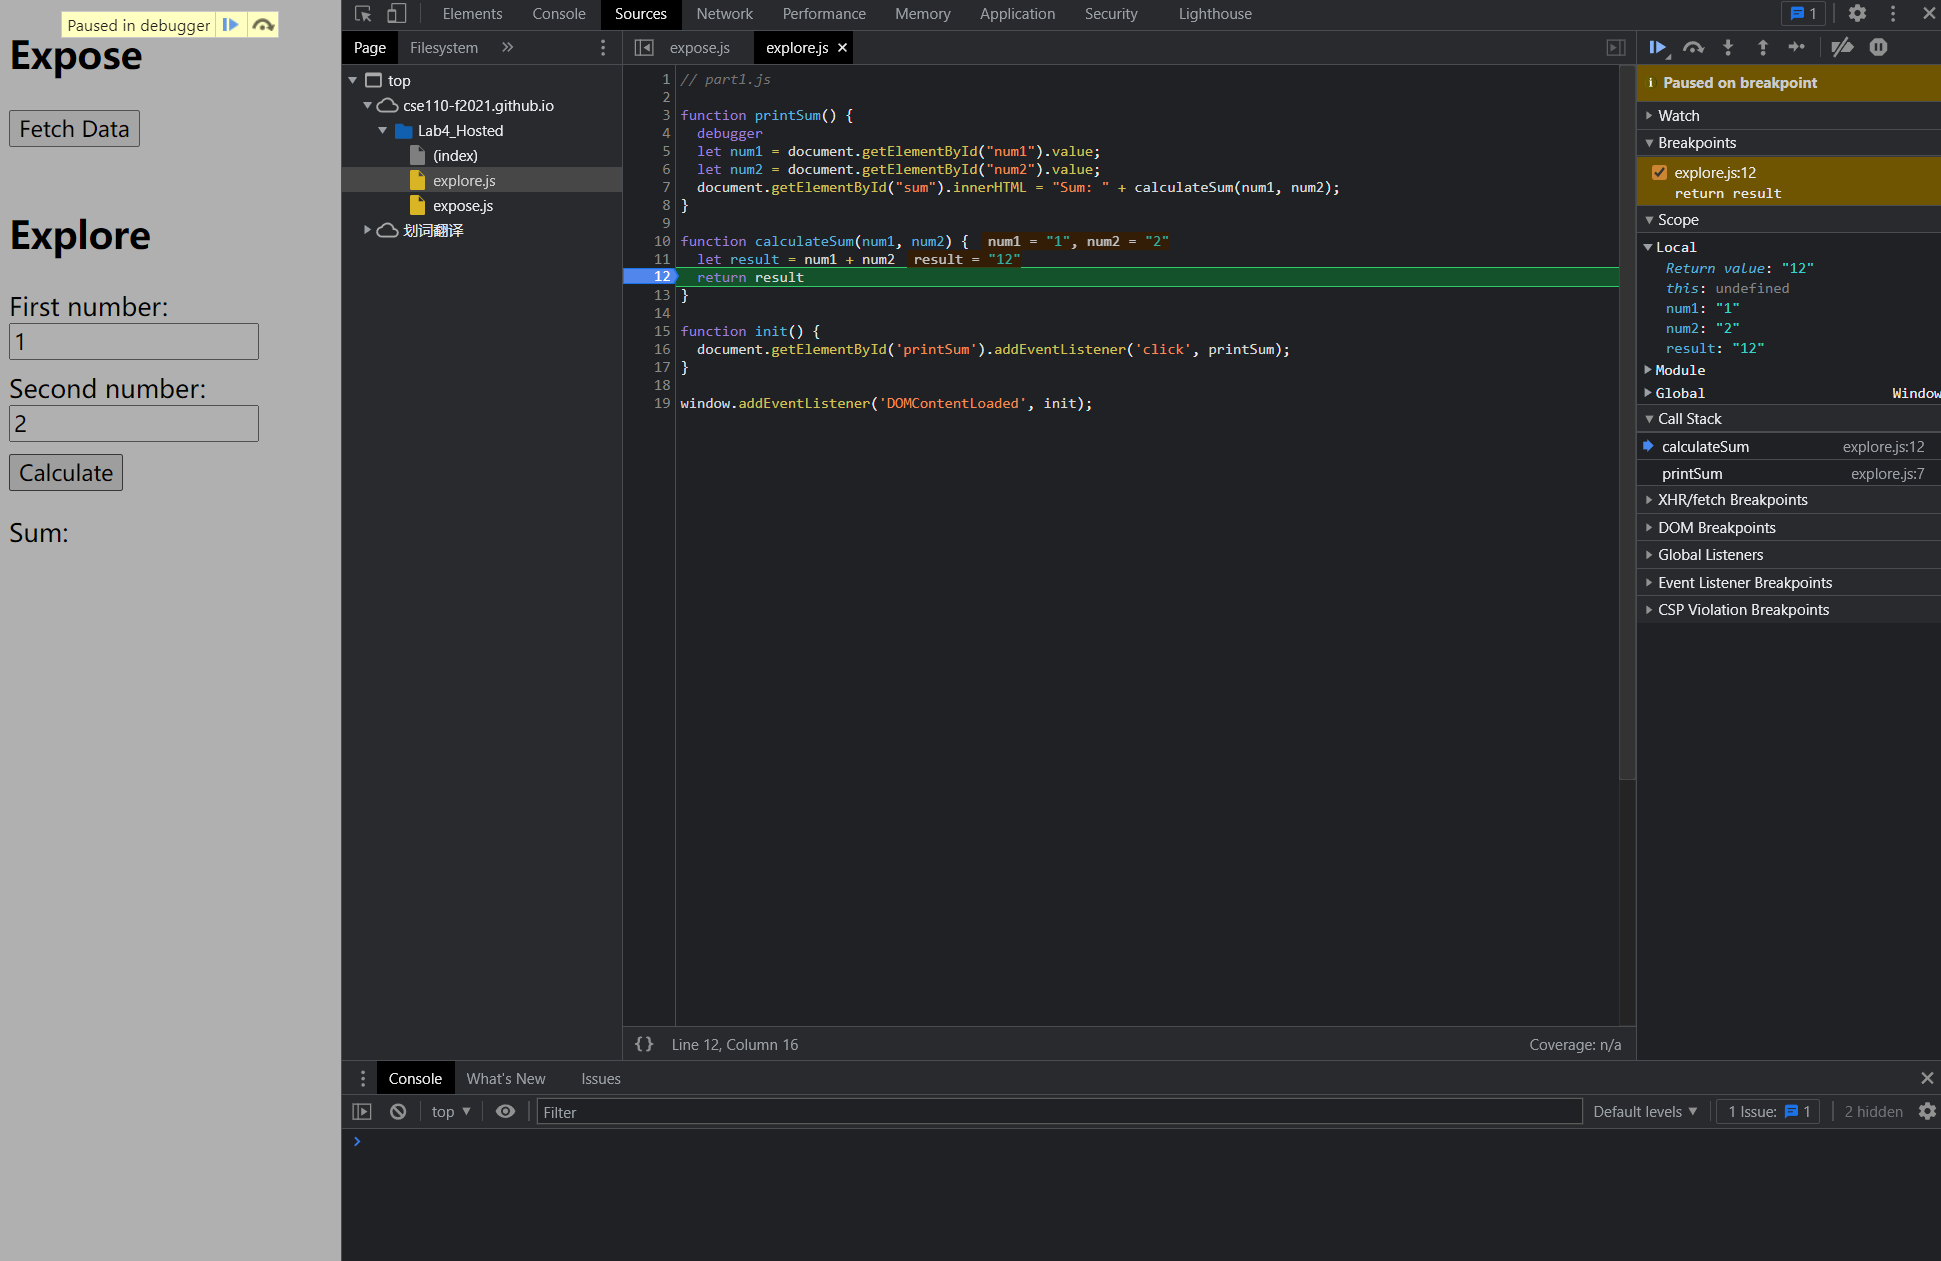 Paused in debugger
Expose
Fetch Data
Explore
First number:
1
Second number:
2
Calculate
Sum:
Elements Console Sources Network Performance Memory Application Security Lighthouse 1
Page Filesystem »
top
cse110-f2021.github.io
Lab4_Hosted
(index)
explore.js
expose.js
划词翻译
expose.js explore.js ×
1 // part1.js
2
3 function printSum() {
4 debugger
5 let num1 = document.getElementById("num1").value;
6 let num2 = document.getElementById("num2").value;
7 document.getElementById("sum").innerHTML = "Sum: " + calculateSum(num1, num2);
8 }
9
10 function calculateSum(num1, num2) { num1 = "1", num2 = "2"
11 let result = num1 + num2 result = "12"
12 return result
13 }
14
15 function init() {
16 document.getElementById('printSum').addEventListener('click', printSum);
17 }
18
19 window.addEventListener('DOMContentLoaded', init);
{} Line 12, Column 16 Coverage: n/a
Paused on breakpoint
Watch
Breakpoints
explore.js:12
return result
Scope
Local
Return value: "12"
this: undefined
num1: "1"
num2: "2"
result: "12"
Module
Global Window
Call Stack
calculateSum explore.js:12
printSum explore.js:7
XHR/fetch Breakpoints
DOM Breakpoints
Global Listeners
Event Listener Breakpoints
CSP Violation Breakpoints
Console What's New Issues
top Filter Default levels 1 Issue: 1 2 hidden